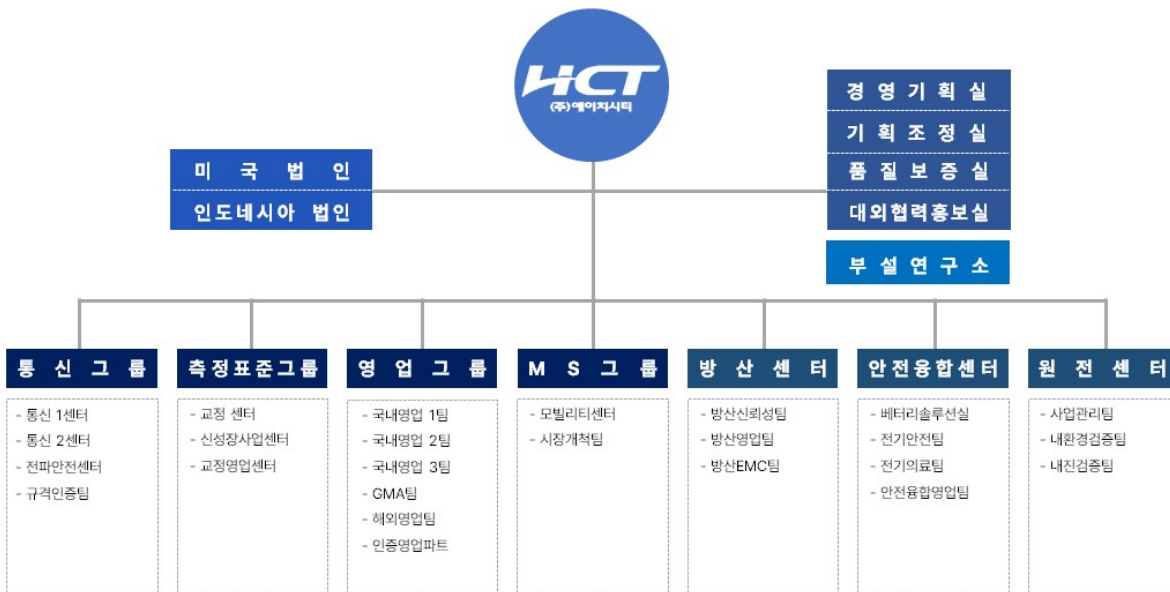 HCT
(주)에이치시티
경영기획실
기획조정실
품질보증실
대외협력홍보실
부설연구소
미국법인
인도네시아 법인
통신그룹
- 통신 1센터
- 통신 2센터
- 전파안전센터
- 규격인증팀
측정표준그룹
- 교정 센터
- 신성장사업센터
- 교정영업센터
영업그룹
- 국내영업 1팀
- 국내영업 2팀
- 국내영업 3팀
- GMA팀
- 해외영업팀
- 인증영업파트
MS그룹
- 모빌리티센터
- 시장개척팀
방산센터
- 방산신뢰성팀
- 방산영업팀
- 방산EMC팀
안전융합센터
- 베터리솔루션실
- 전기안전팀
- 전기의료팀
- 안전융합영업팀
원전센터
- 사업관리팀
- 내환경검증팀
- 내진검증팀